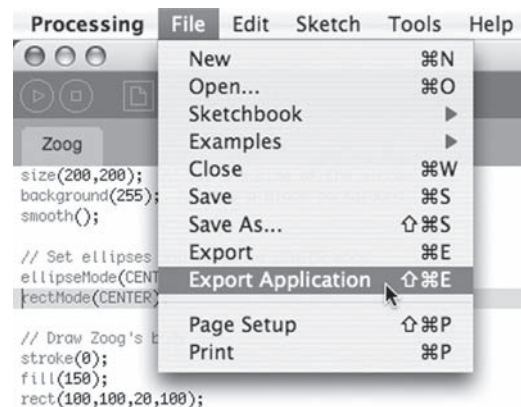 Processing File Edit Sketch Tools Help
New ⌘N
Open... ⌘O
Sketchbook ▶
Examples ▶
Close ⌘W
Save ⌘S
Save As... ⇧⌘S
Export ⌘E
Export Application ⇧⌘E
Page Setup ⇧⌘P
Print ⌘P
Zoog
size(200,200);
background(255);
smooth();
// Set ellipses
ellipseMode(CENT
rectMode(CENTER)
// Draw Zoog's
stroke(0);
fill(150);
rect(100,100,20,100);